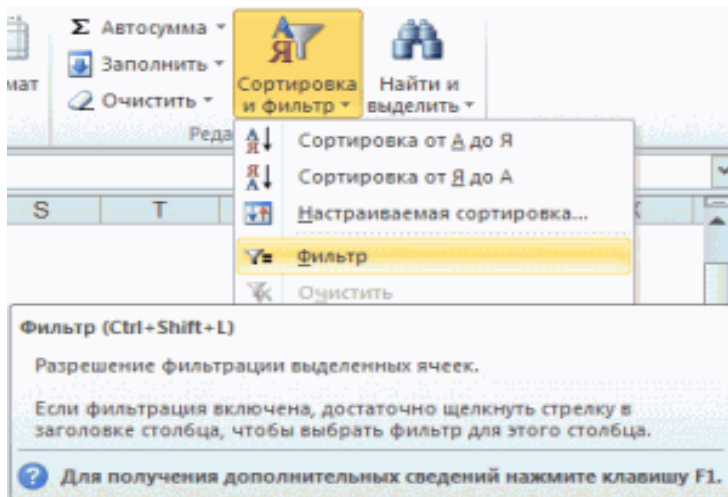 Σ Автосумма
Заполнить
Очистить
мат
Сортировка
и фильтр
Найти и
выделить
Реда
Сортировка от А до Я
Сортировка от Я до А
Настраиваемая сортировка...
Фильтр
Очистить
S T
Фильтр (Ctrl+Shift+L)
Разрешение фильтрации выделенных ячеек.
Если фильтрация включена, достаточно щелкнуть стрелку в
заголовке столбца, чтобы выбрать фильтр для этого столбца.
Для получения дополнительных сведений нажмите клавишу F1.